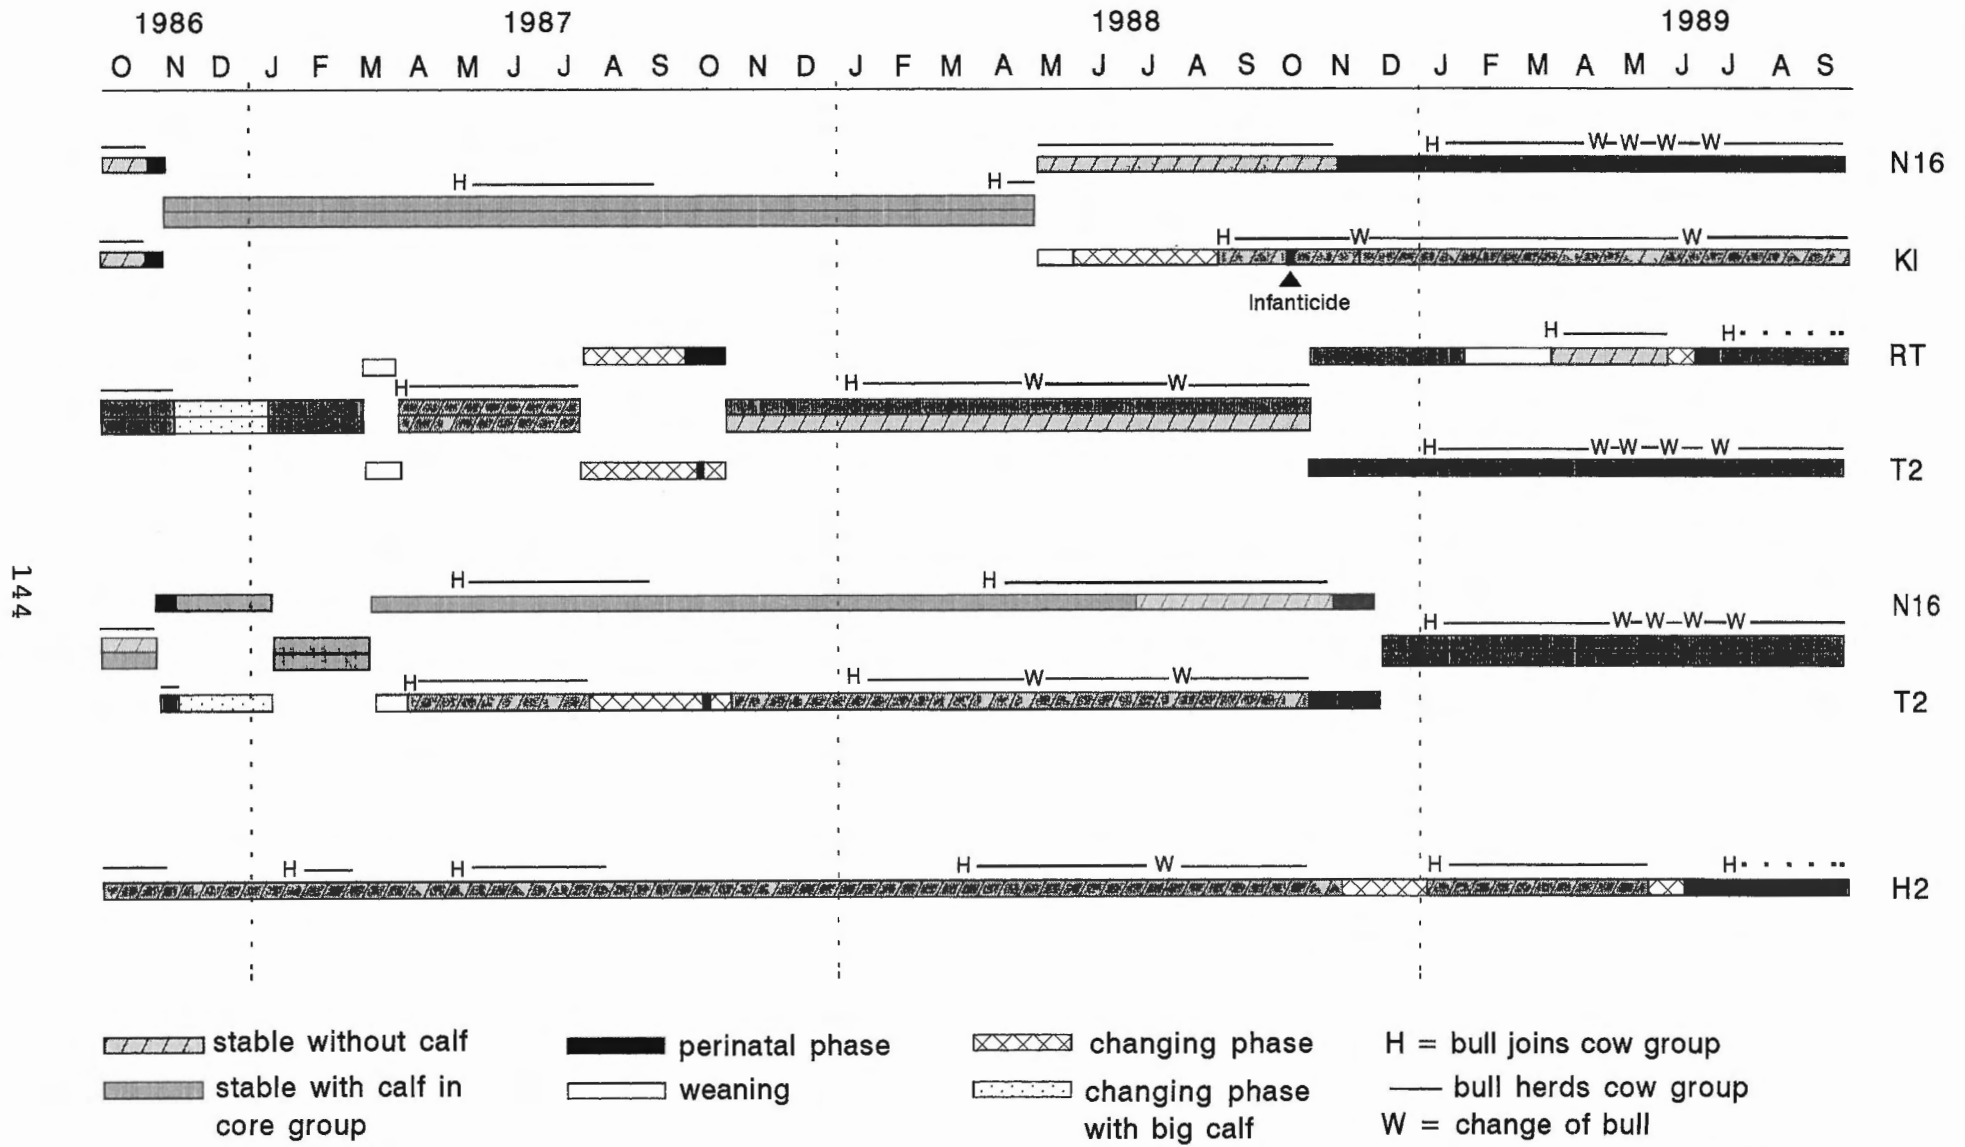 1986 1987 1988 1989
O N D J F M A M J J A S O N D J F M A M J J A S O N D J F M A M J J A S
H W W W W
N16
H H
H W W
KI
Infanticide
H H
RT
H H W W
H W W W W
T2
H H
N16
H W W W W
H H W W
T2
H H H W H H
H2
144
stable without calf perinatal phase changing phase H = bull joins cow group
stable with calf in weaning changing phase — bull herds cow group
core group with big calf W = change of bull